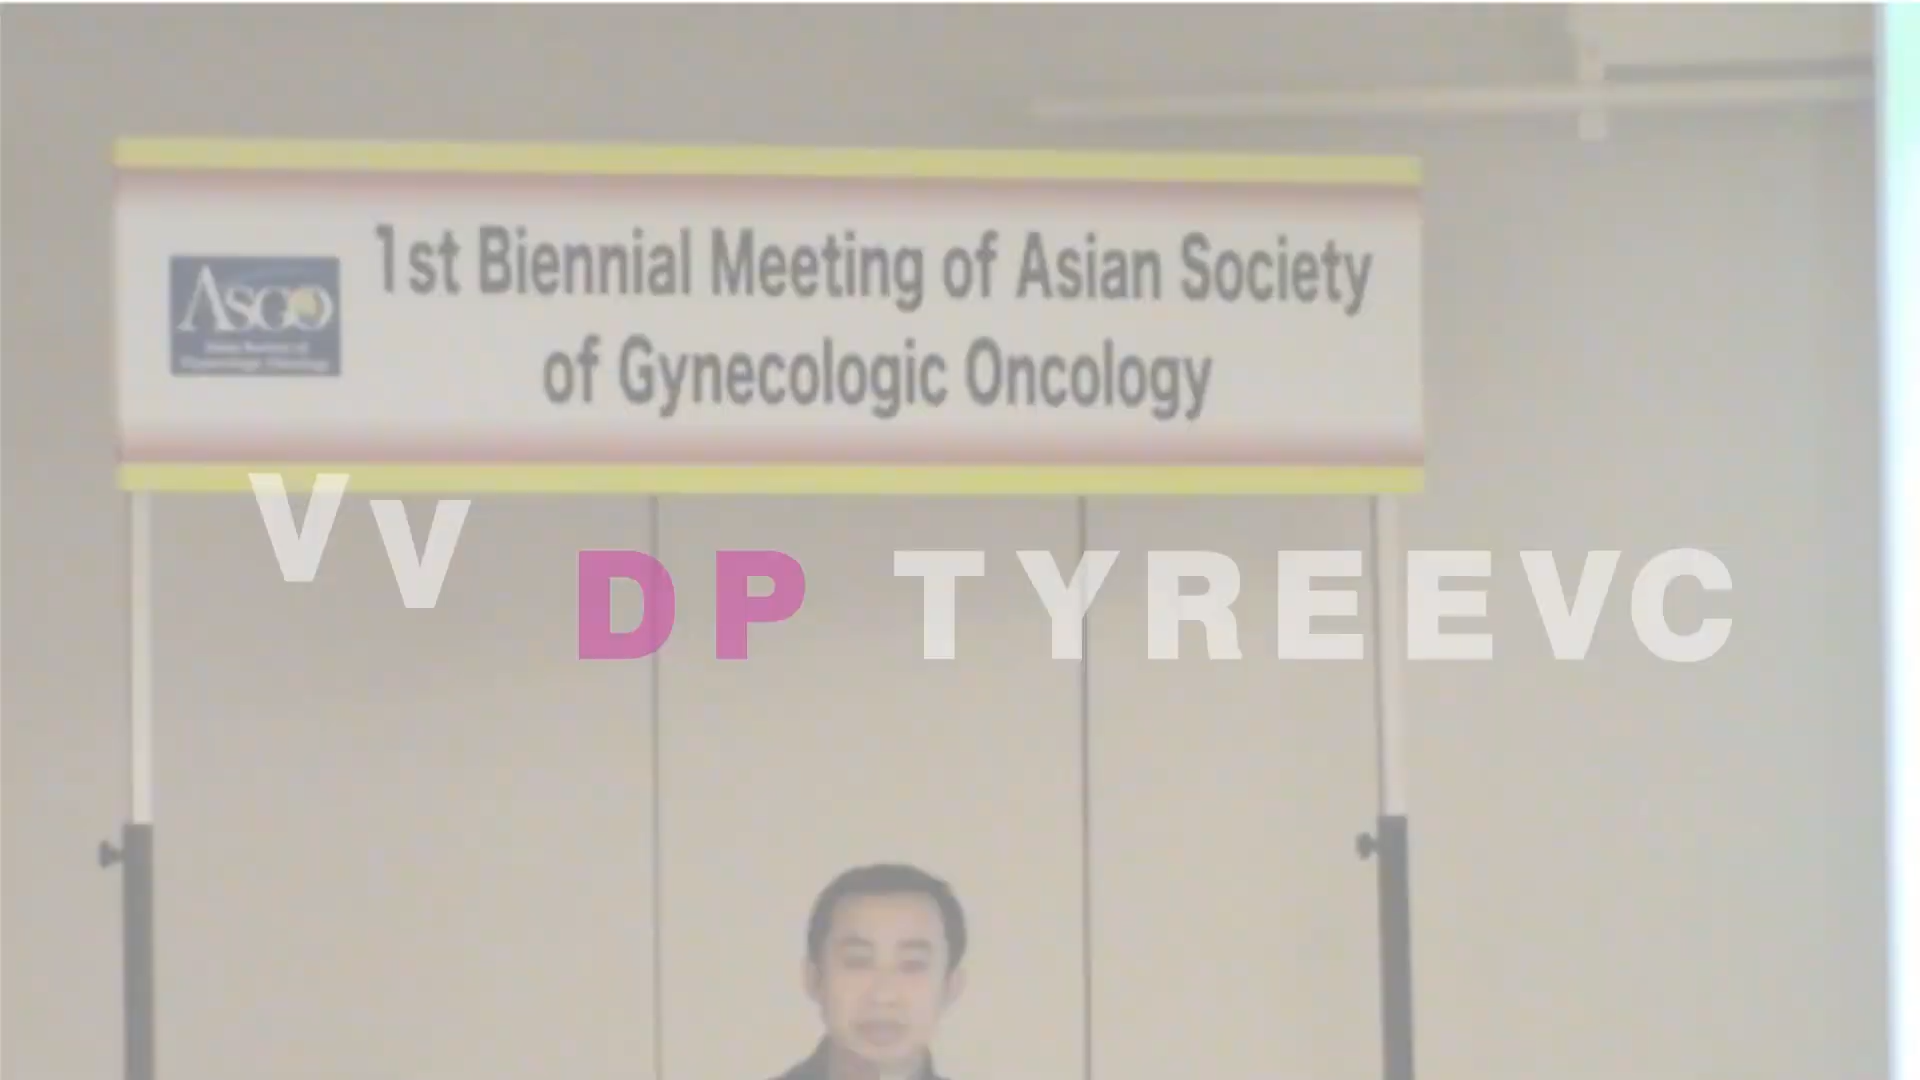 1st Biennial Meeting of Asian Society
of Gynecologic Oncology
ASGO
VV DP TYREEVC